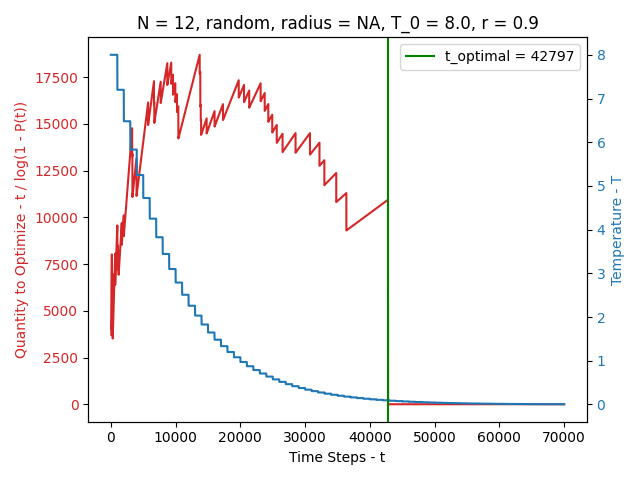 N = 12, random, radius = NA, T_0 = 8.0, r = 0.9
t_optimal = 42797
Quantity to Optimize - t / log(1 - P(t))
17500
15000
12500
10000
7500
5000
2500
0
8
7
6
5
4
3
2
1
0
Temperature - T
0 10000 20000 30000 40000 50000 60000 70000
Time Steps - t